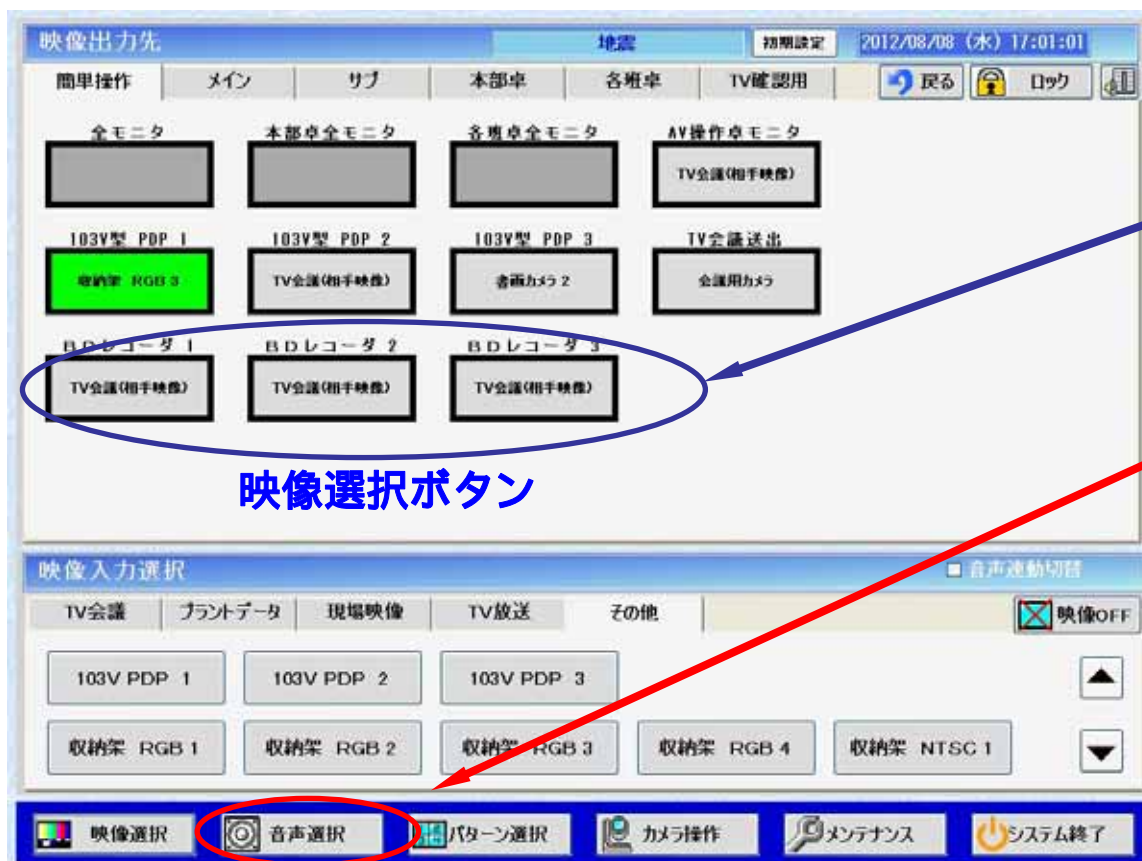 映像出力先 地震 初期設定 2012/08/08 (水) 17:01:01
簡単操作 メイン サブ 本部卓 各班卓 TV確認用 戻る ロック
全モニタ 本部卓全モニタ 各班卓全モニタ AV操作卓モニタ
TV会議(相手映像)
103V型 PDP 1 103V型 PDP 2 103V型 PDP 3 TV会議送出
収納架 RGB 3 TV会議(相手映像) 書画カメラ 2 会議用カメラ
BDレコーダ 1 BDレコーダ 2 BDレコーダ 3
TV会議(相手映像) TV会議(相手映像) TV会議(相手映像)
映像選択ボタン
映像入力選択 音声連動切替
TV会議 プラントデータ 現場映像 TV放送 その他 映像OFF
103V PDP 1 103V PDP 2 103V PDP 3
収納架 RGB 1 収納架 RGB 2 収納架 RGB 3 収納架 RGB 4 収納架 NTSC 1
映像選択 音声選択 パターン選択 カメラ操作 メンテナンス システム終了